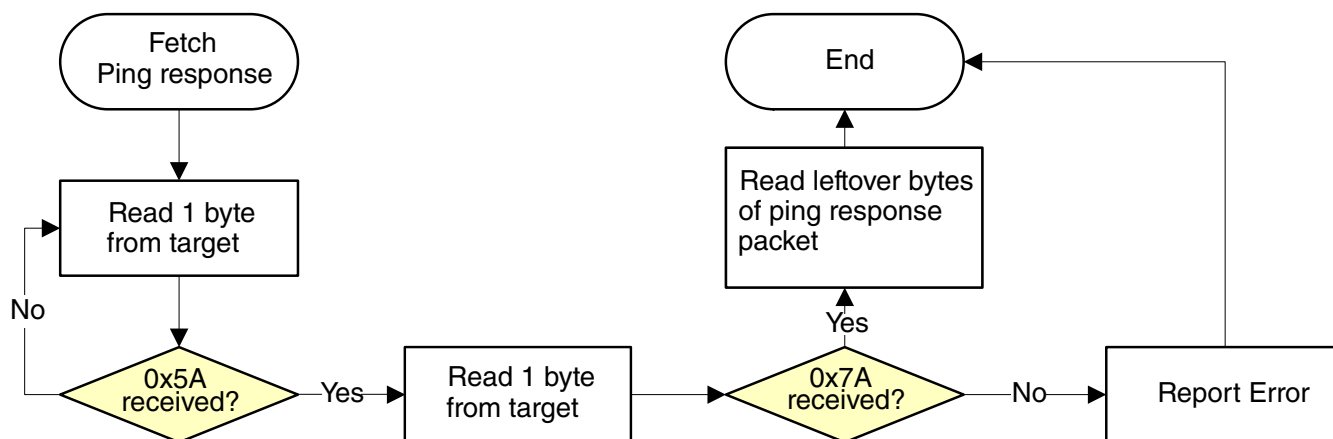 Fetch
Ping response
Read 1 byte
from target
No
0x5A
received?
Yes
Read 1 byte
from target
0x7A
received?
Yes
Read leftover bytes
of ping response
packet
End
No
Report Error